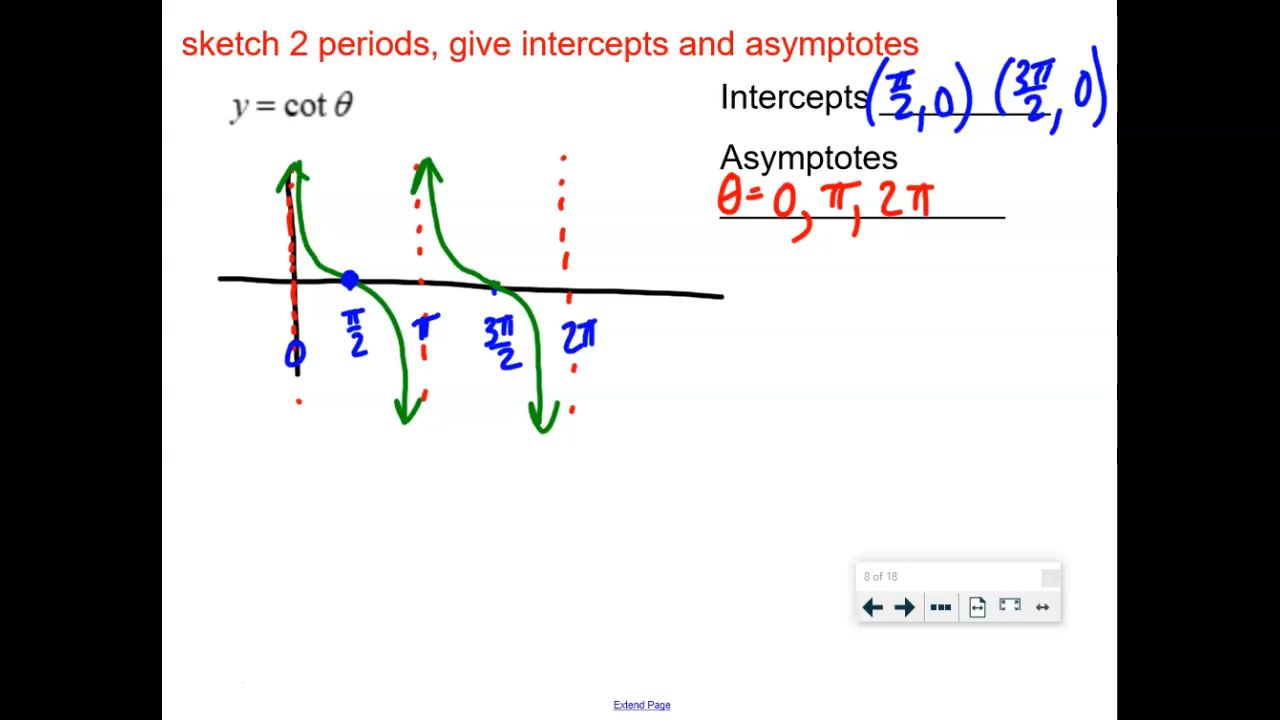 sketch 2 periods, give intercepts and asymptotes
y = cot θ
Intercepts (π/2, 0) (3π/2, 0)
Asymptotes
θ = 0, π, 2π
0 π/2 π 3π/2 2π
8 of 18
Extend Page